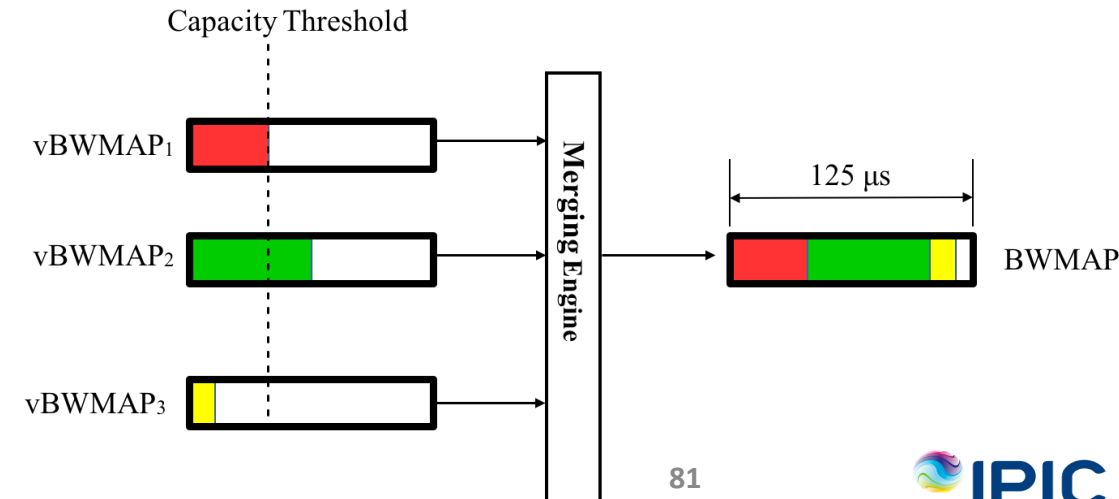 Capacity Threshold
vBWMAP1
Merging Engine
125 μs
vBWMAP2
BWMAP
vBWMAP3
81
IPIC